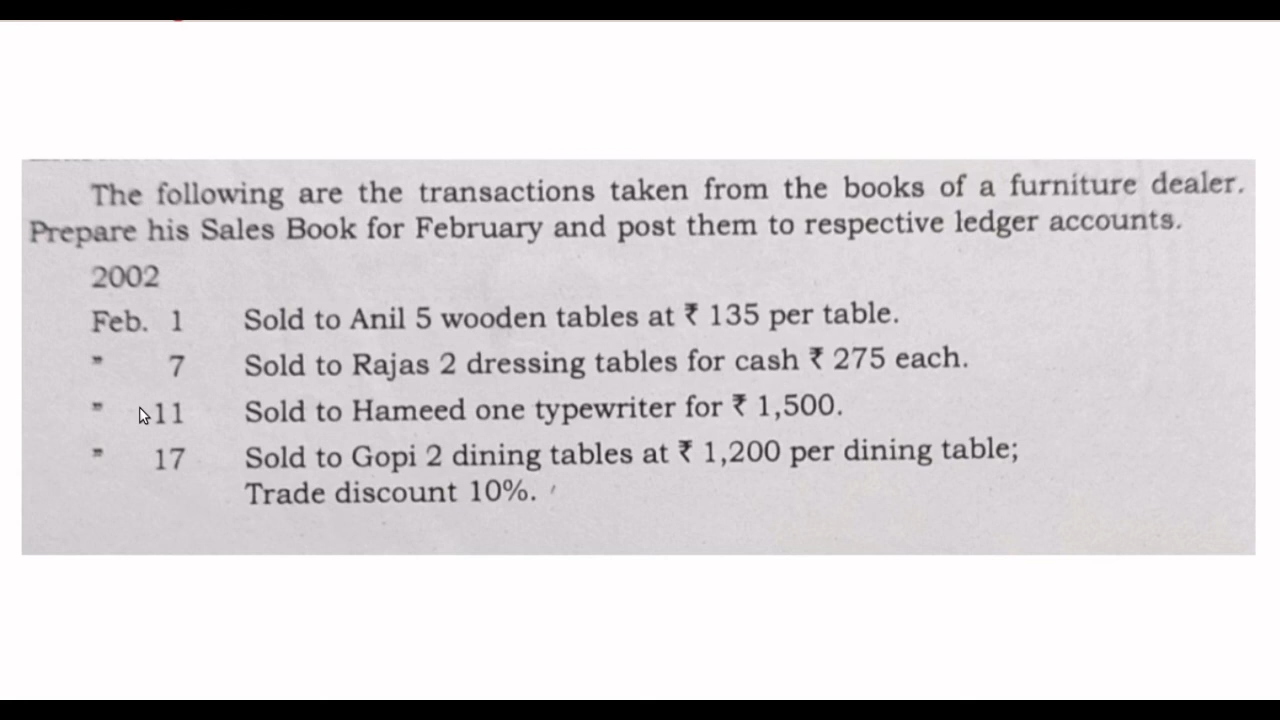 The following are the transactions taken from the books of a furniture dealer.
Prepare his Sales Book for February and post them to respective ledger accounts.
2002
Feb. 1 Sold to Anil 5 wooden tables at ₹ 135 per table.
" 7 Sold to Rajas 2 dressing tables for cash ₹ 275 each.
" 11 Sold to Hameed one typewriter for ₹ 1,500.
" 17 Sold to Gopi 2 dining tables at ₹ 1,200 per dining table;
Trade discount 10%.